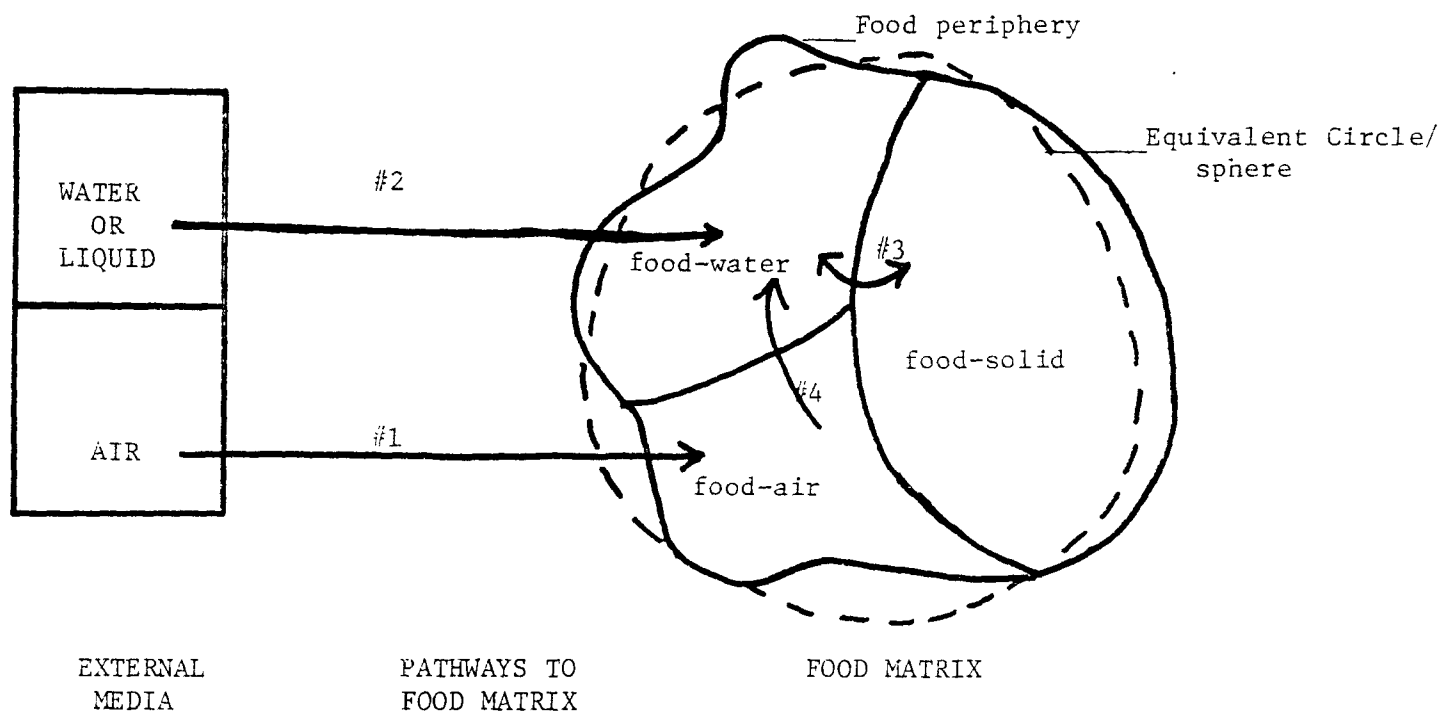 Food periphery
Equivalent Circle/
sphere
#2
WATER
OR
LIQUID
food-water
#3
food-solid
#4
#1
AIR
food-air
EXTERNAL
MEDIA
PATHWAYS TO
FOOD MATRIX
FOOD MATRIX